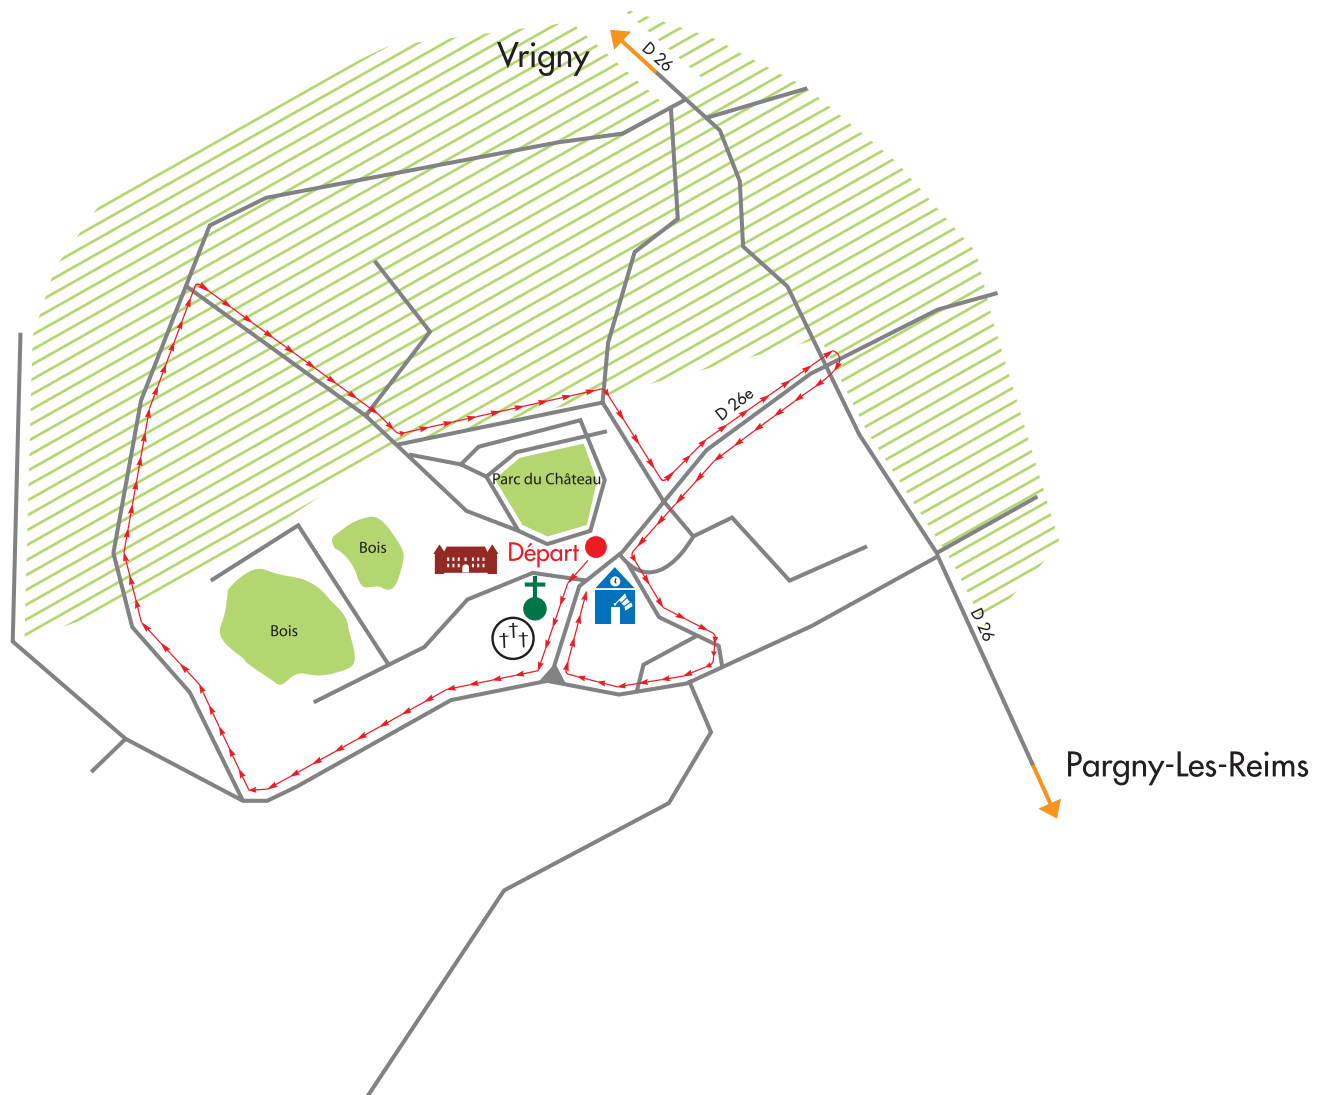 Vrigny
D 26
D 26e
Parc du Château
Bois
Départ
Bois
D 26
Pargny-Les-Reims